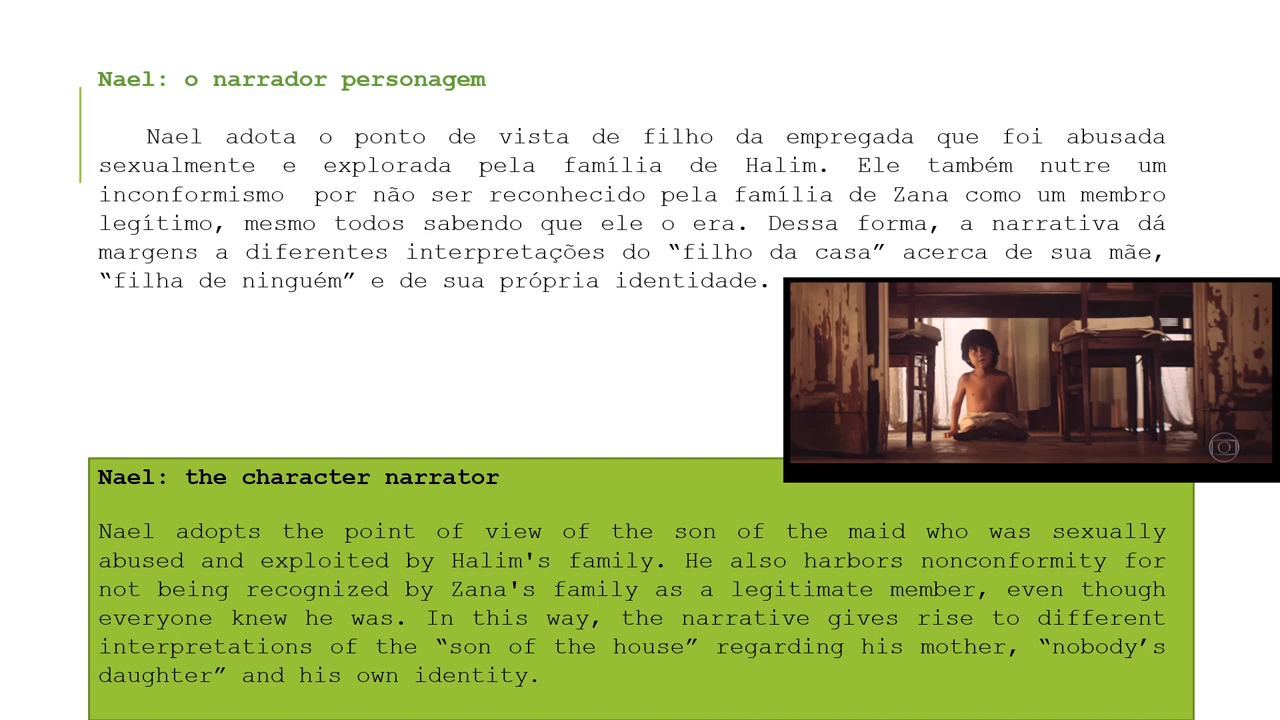 Nael: o narrador personagem
Nael adota o ponto de vista de filho da empregada que foi abusada
sexualmente e explorada pela família de Halim. Ele também nutre um
inconformismo por não ser reconhecido pela família de Zana como um membro
legítimo, mesmo todos sabendo que ele o era. Dessa forma, a narrativa dá
margens a diferentes interpretações do “filho da casa” acerca de sua mãe,
“filha de ninguém” e de sua própria identidade.
Nael: the character narrator
Nael adopts the point of view of the son of the maid who was sexually
abused and exploited by Halim's family. He also harbors nonconformity for
not being recognized by Zana's family as a legitimate member, even though
everyone knew he was. In this way, the narrative gives rise to different
interpretations of the “son of the house” regarding his mother, “nobody’s
daughter” and his own identity.